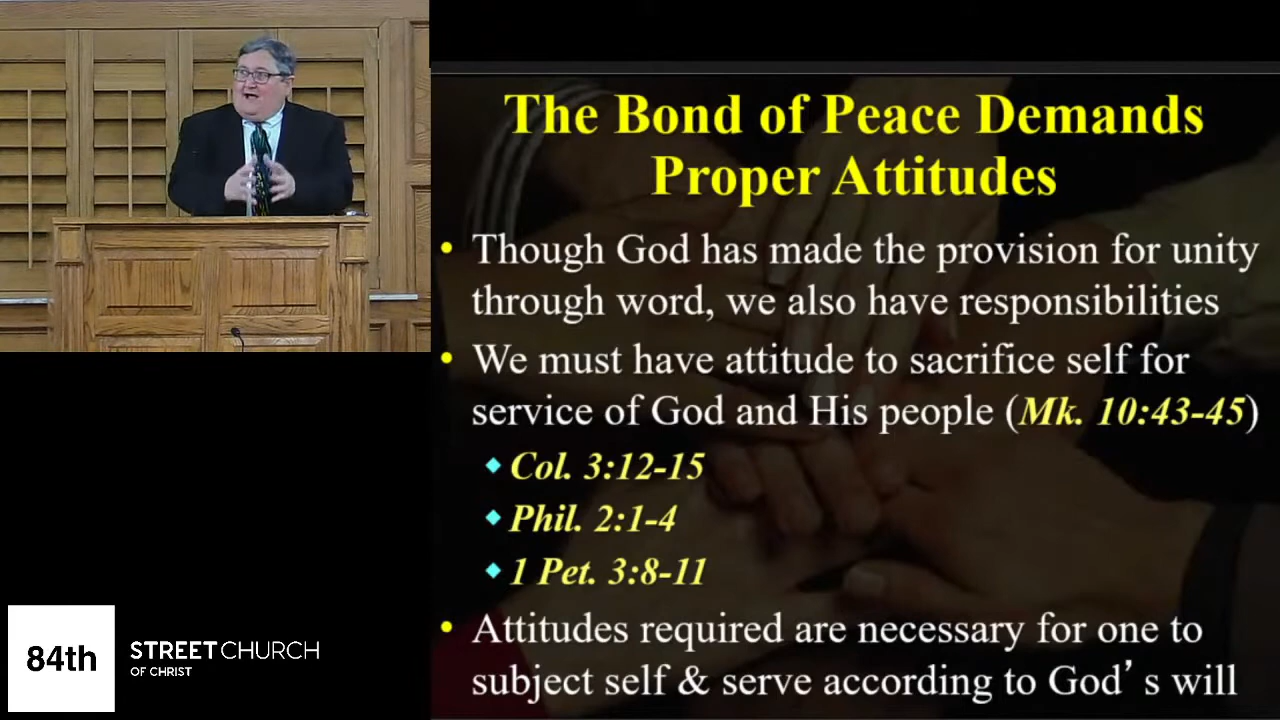 The Bond of Peace Demands
Proper Attitudes
• Though God has made the provision for unity
through word, we also have responsibilities
• We must have attitude to sacrifice self for
service of God and His people (Mk. 10:43-45)
◆ Col. 3:12-15
◆ Phil. 2:1-4
◆ 1 Pet. 3:8-11
• Attitudes required are necessary for one to
subject self & serve according to God’s will
84th
STREET CHURCH
OF CHRIST